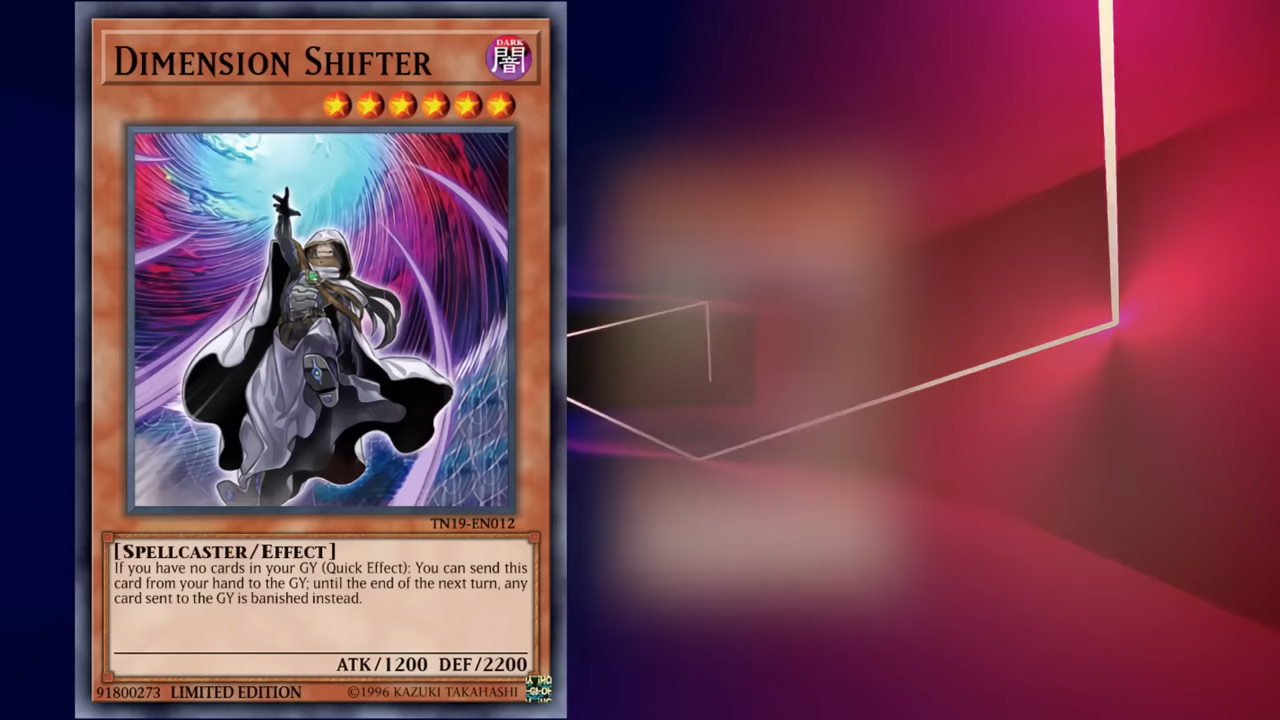 DIMENSION SHIFTER
DARK
闇
TN19-EN012
[SPELLCASTER/EFFECT]
If you have no cards in your GY (Quick Effect): You can send this
card from your hand to the GY; until the end of the next turn, any
card sent to the GY is banished instead.
ATK/1200 DEF/2200
91800273 LIMITED EDITION ©1996 KAZUKI TAKAHASHI